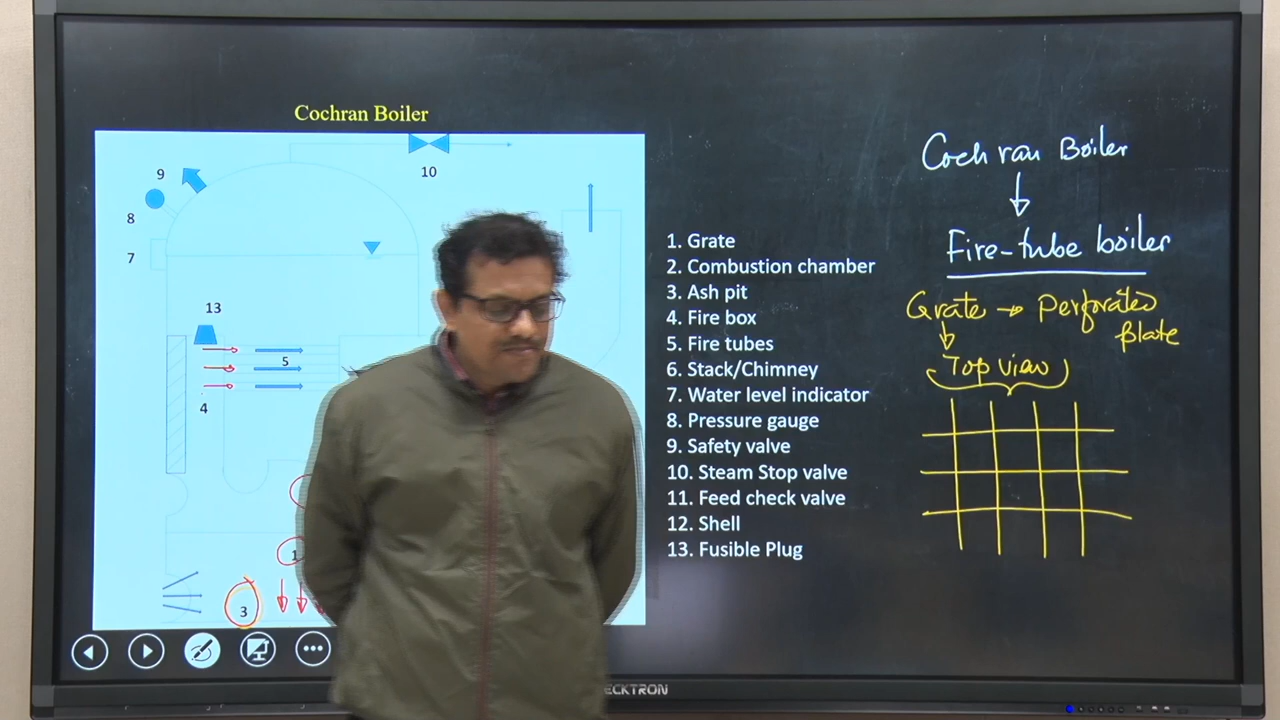 Cochran Boiler
9
10
8
7
13
5
4
1
3
1. Grate
2. Combustion chamber
3. Ash pit
4. Fire box
5. Fire tubes
6. Stack/Chimney
7. Water level indicator
8. Pressure gauge
9. Safety valve
10. Steam Stop valve
11. Feed check valve
12. Shell
13. Fusible Plug
Cochran Boiler
Fire-tube boiler
Grate → Perforated
plate
Top view
ECKTRON